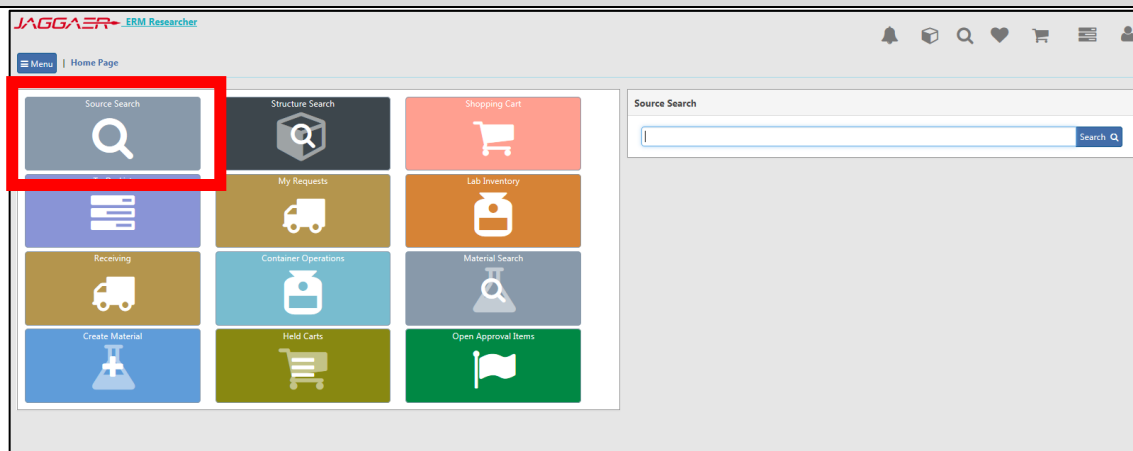 JAGGAER ERM Researcher
Menu | Home Page
Source Search
Structure Search
Shopping Cart
Source Search
Search
My Requests
Lab Inventory
Receiving
Container Operations
Material Search
Create Material
Held Carts
Open Approval Items